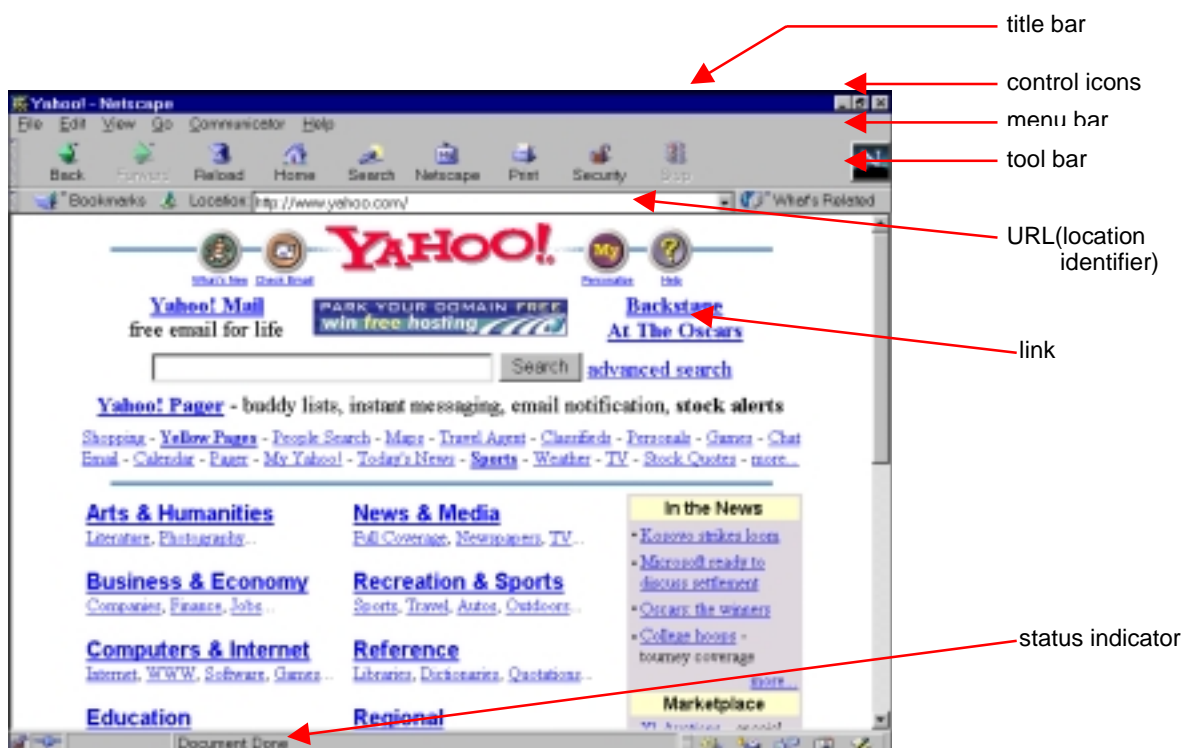 title bar
control icons
Yahoo! - Netscape
File Edit View Go Communicator Help
menu bar
Back Forward Reload Home Search Netscape Print Security Stop
tool bar
Bookmarks Location: http://www.yahoo.com/ What's Related
YAHOO!
What's New Check Email Personalize Help
URL(location
identifier)
Yahoo! Mail
free email for life
PARK YOUR DOMAIN FREE
win free hosting
Backstage
At The Oscars
link
Search advanced search
Yahoo! Pager - buddy lists, instant messaging, email notification, stock alerts
Shopping - Yellow Pages - People Search - Maps - Travel Agent - Classifieds - Personals - Games - Chat
Email - Calendar - Pager - My Yahoo! - Today's News - Sports - Weather - TV - Stock Quotes - more...
Arts & Humanities
Literature, Photography...
News & Media
Full Coverage, Newspapers, TV...
Business & Economy
Companies, Finance, Jobs...
Recreation & Sports
Sports, Travel, Autos, Outdoors...
Computers & Internet
Internet, WWW, Software, Games...
Reference
Libraries, Dictionaries, Quotations...
Education
Regional
In the News
Kosovo strikes loom
Microsoft ready to
discuss settlement
Oscars: the winners
College hoops -
tourney coverage
more...
Marketplace
status indicator
Document Done